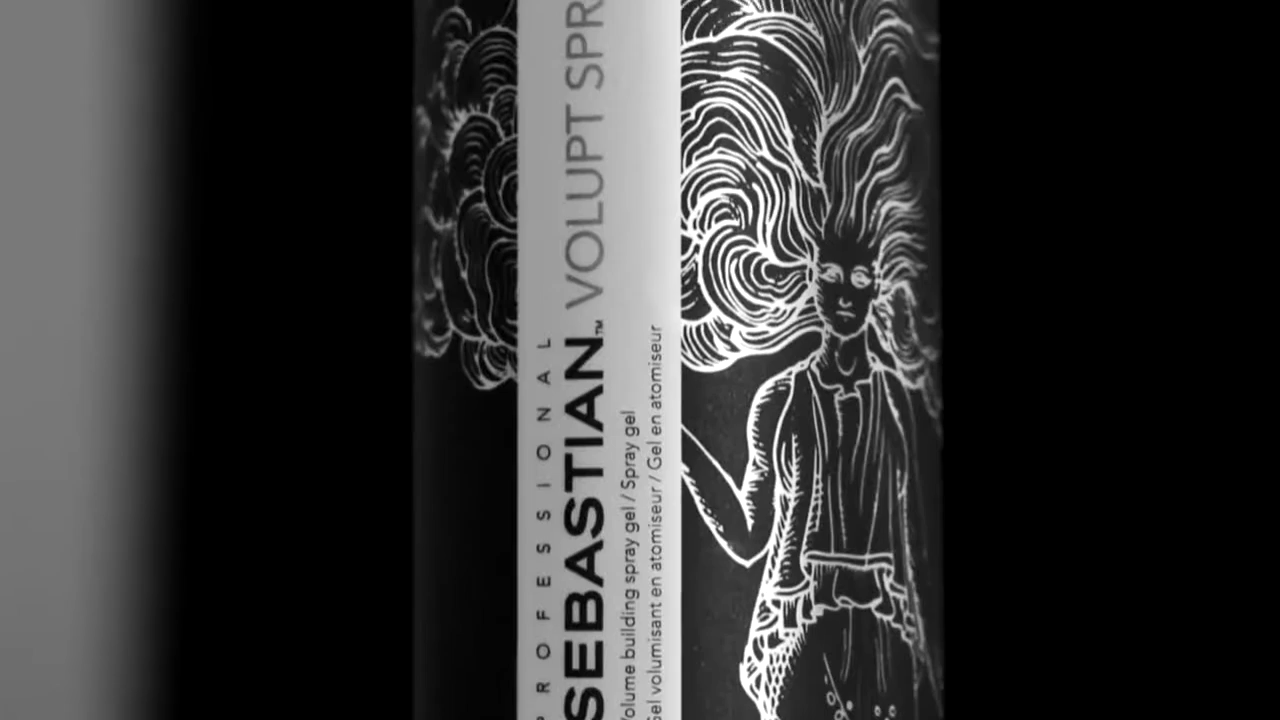 PROFESSIONAL
SEBASTIAN™ VOLUPT SPR
Volume building spray gel / Spray gel
Gel volumisant en atomiseur / Gel en atomiseur